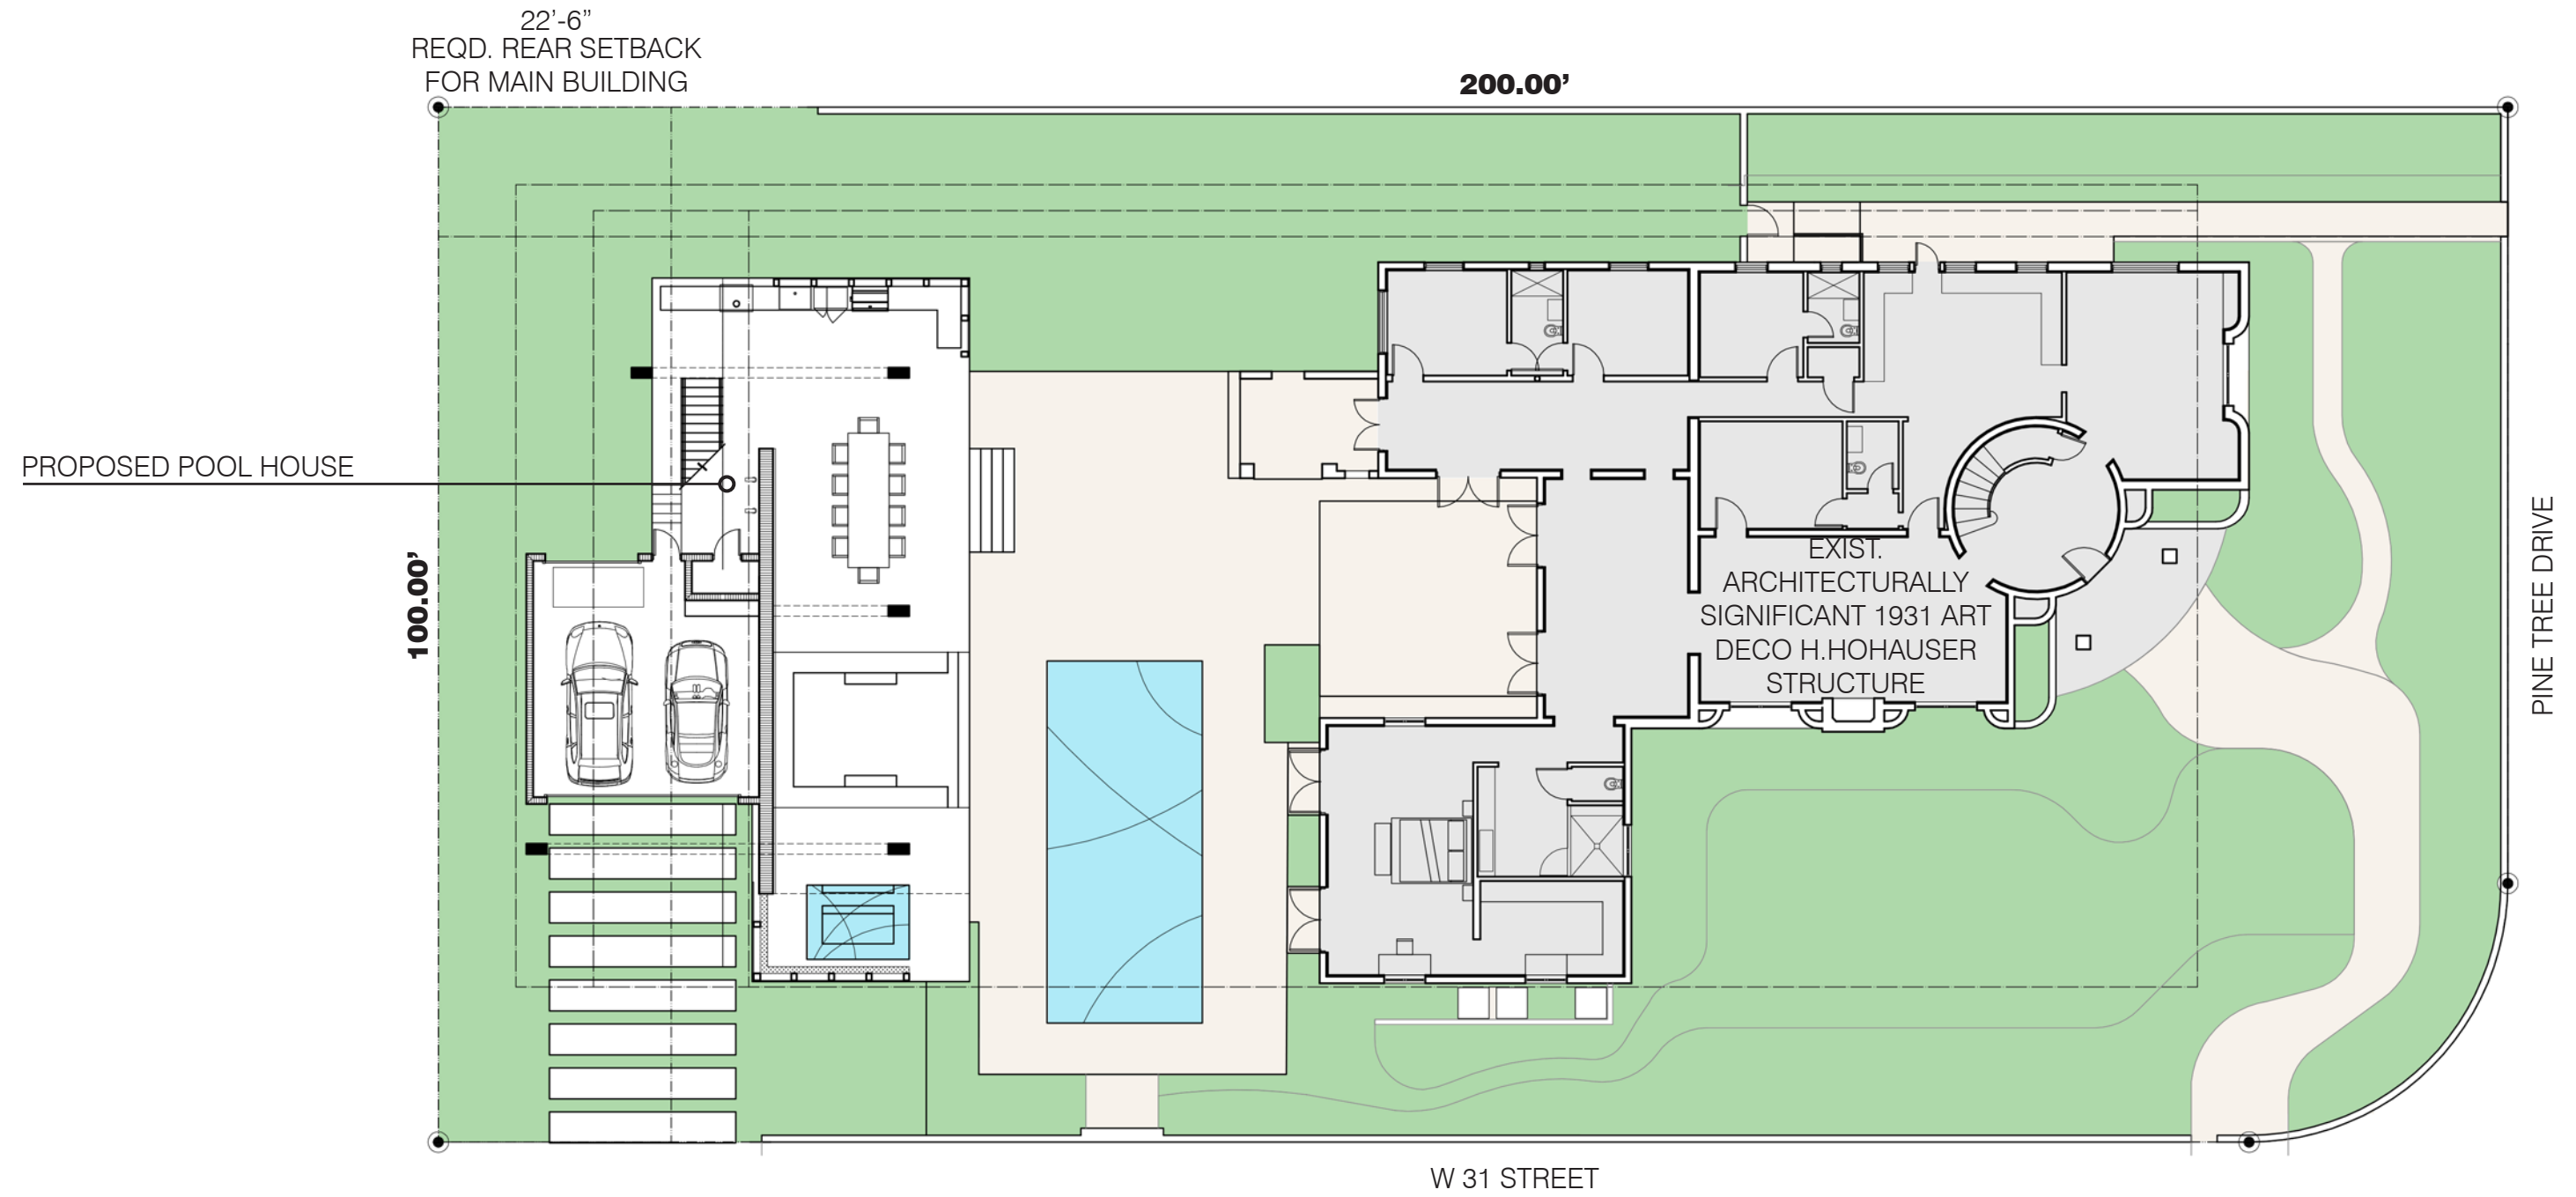 22’-6”
REQD. REAR SETBACK
FOR MAIN BUILDING
200.00’
PROPOSED POOL HOUSE
100.00’
EXIST.
ARCHITECTURALLY
SIGNIFICANT 1931 ART
DECO H.HOHAUSER
STRUCTURE
PINE TREE DRIVE
W 31 STREET